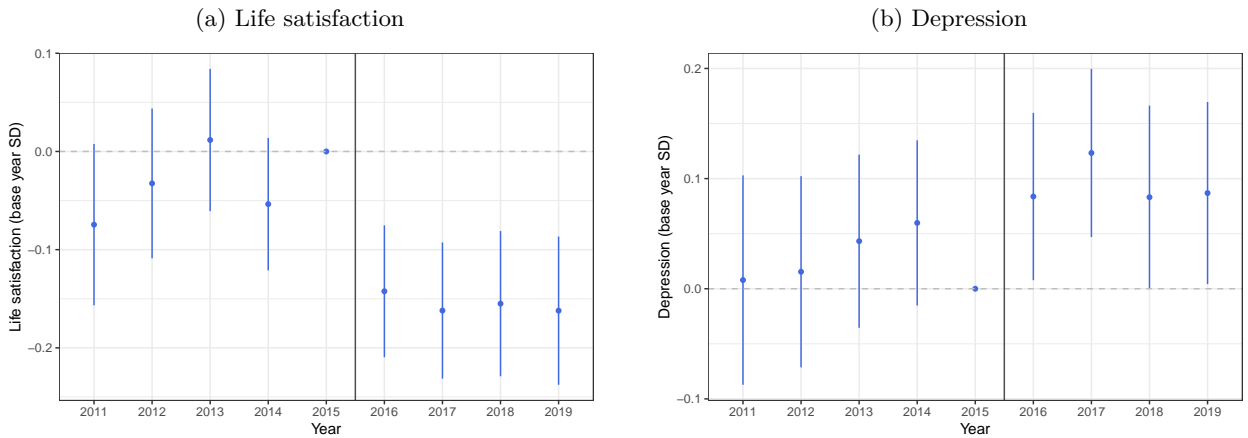 (a) Life satisfaction
Life satisfaction (base year SD)
0.1
0.0
−0.1
−0.2
2011 2012 2013 2014 2015 2016 2017 2018 2019
Year
(b) Depression
Depression (base year SD)
0.2
0.1
0.0
−0.1
2011 2012 2013 2014 2015 2016 2017 2018 2019
Year